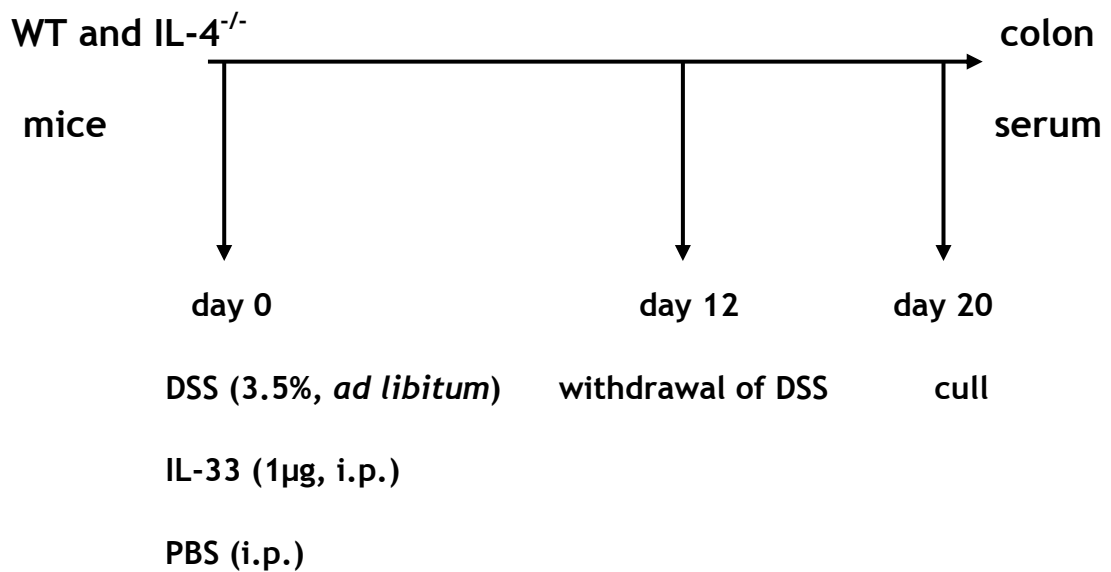 WT and IL-4-/- colon
mice serum
day 0 day 12 day 20
DSS (3.5%, ad libitum) withdrawal of DSS cull
IL-33 (1µg, i.p.)
PBS (i.p.)